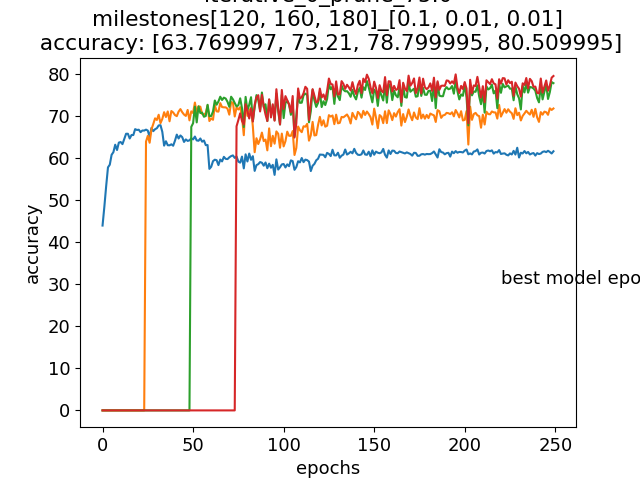 iterative_0_prune_75.0
milestones[120, 160, 180]_[0.1, 0.01, 0.01]
accuracy: [63.769997, 73.21, 78.799995, 80.509995]
80
70
60
50
40
30
20
10
0
accuracy
best model epo
0 50 100 150 200 250
epochs